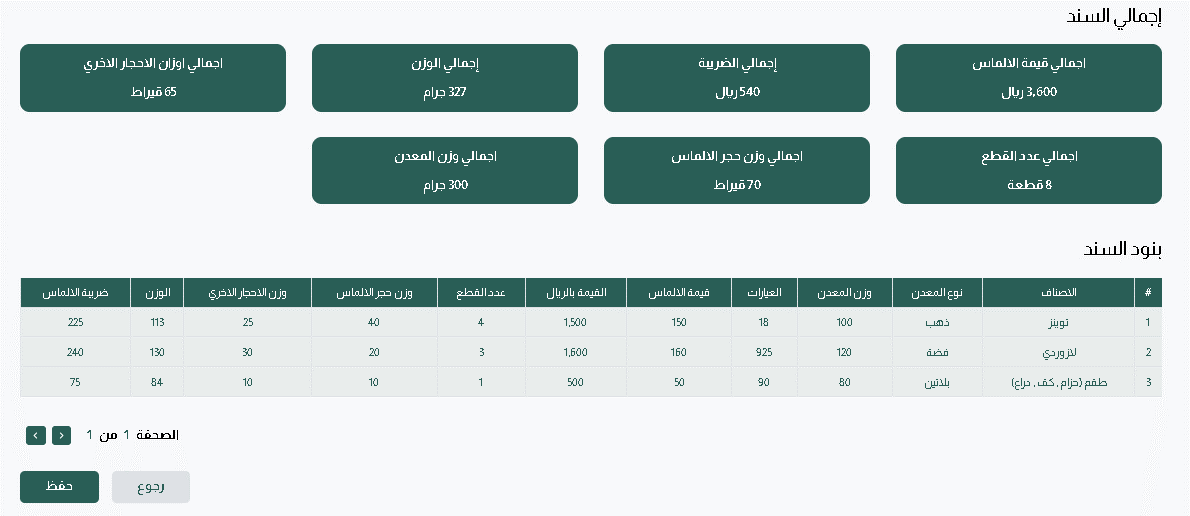 إجمالي السند
اجمالي قيمة الالماس
3,600 ريال
إجمالي الضريبة
540 ريال
إجمالي الوزن
327 جرام
اجمالي اوزان الاحجار الاخري
65 قيراط
اجمالي عدد القطع
8 قطعة
اجمالي وزن حجر الالماس
70 قيراط
اجمالي وزن المعدن
300 جرام
بنود السند
# الاصناف نوع المعدن وزن المعدن العيارات قيمة الالماس القيمة بالريال عدد القطع وزن حجر الالماس وزن الاحجار الاخري الوزن ضريبة الالماس
1 توينز ذهب 100 18 150 1,500 4 40 25 113 225
2 لازوردي فضة 120 925 160 1,600 3 20 30 130 240
3 طقم (حزام , كف , دراع) بلاتين 80 90 50 500 1 10 10 84 75
الصحفة 1 من 1
رجوع
حفظ